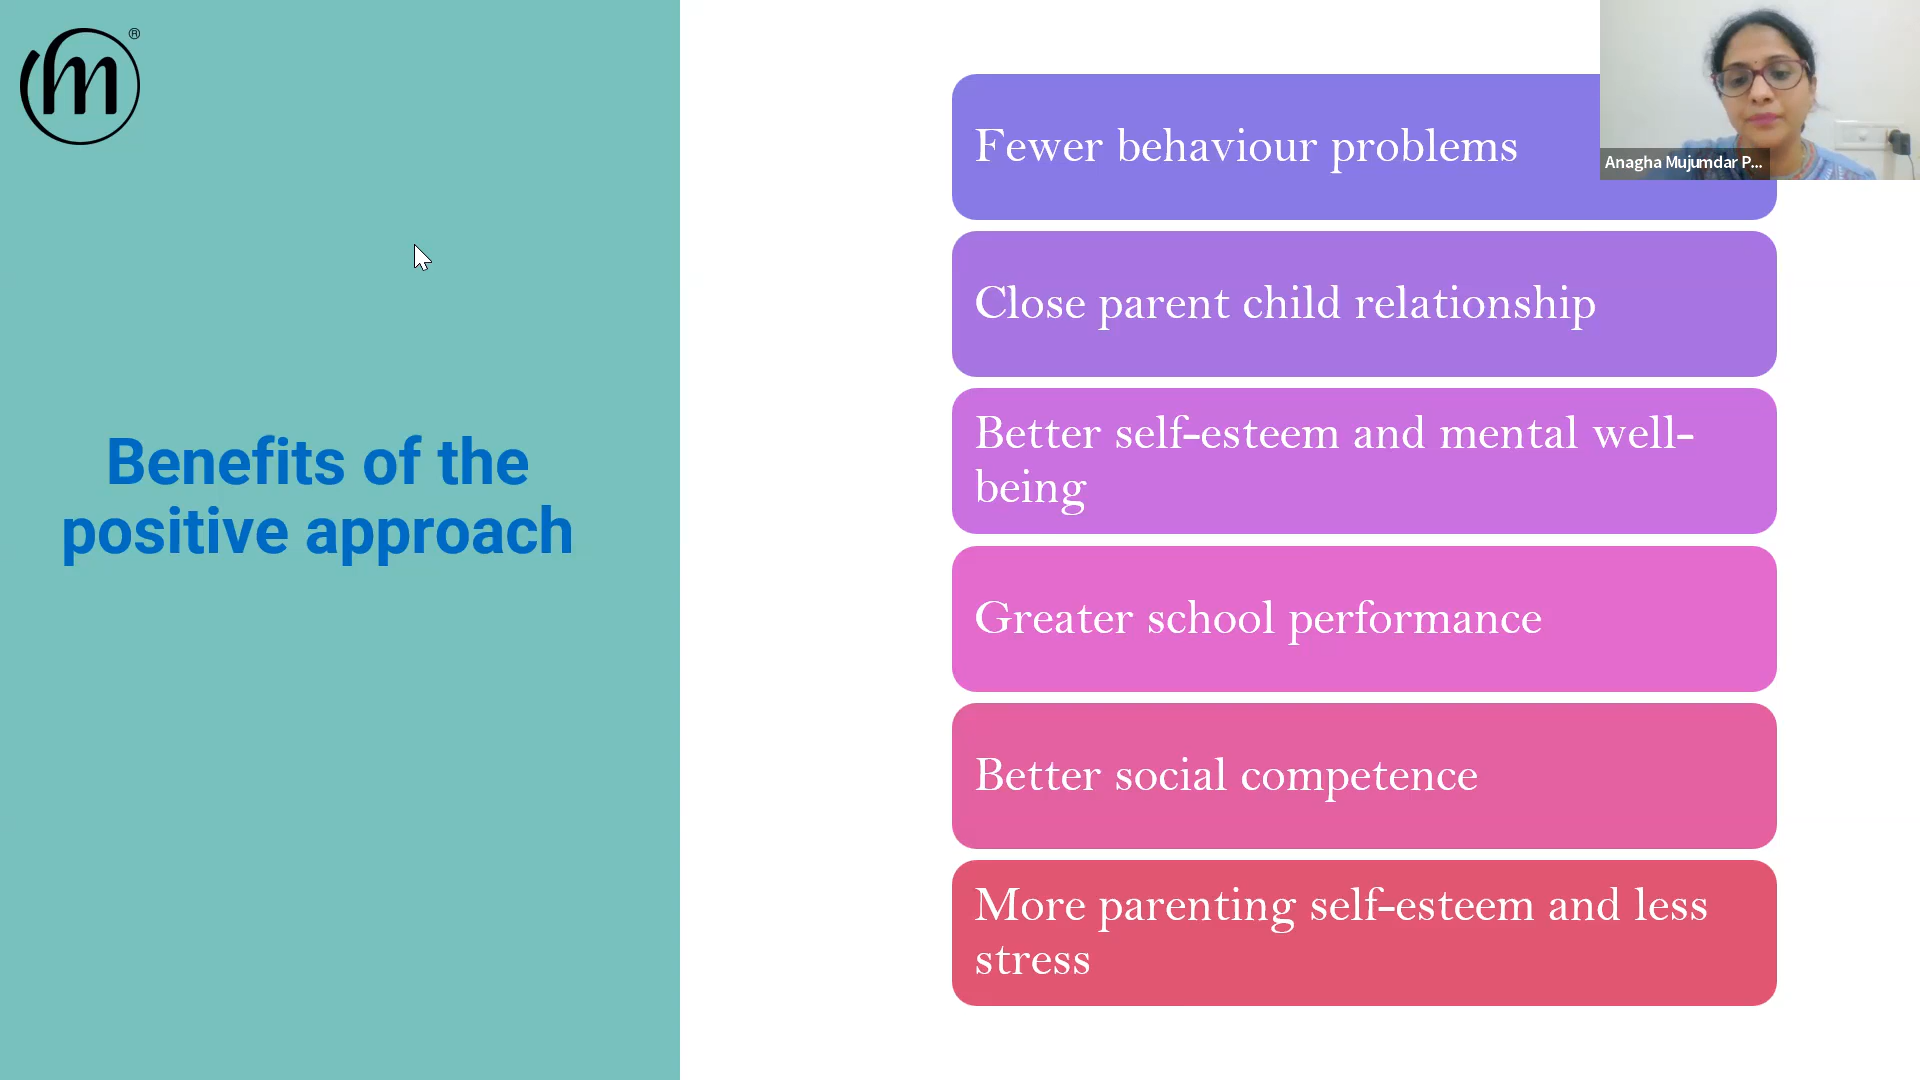 m
®
Benefits of the
positive approach
Fewer behaviour problems
Close parent child relationship
Better self-esteem and mental well-
being
Greater school performance
Better social competence
More parenting self-esteem and less
stress
Anagha Mujumdar P...